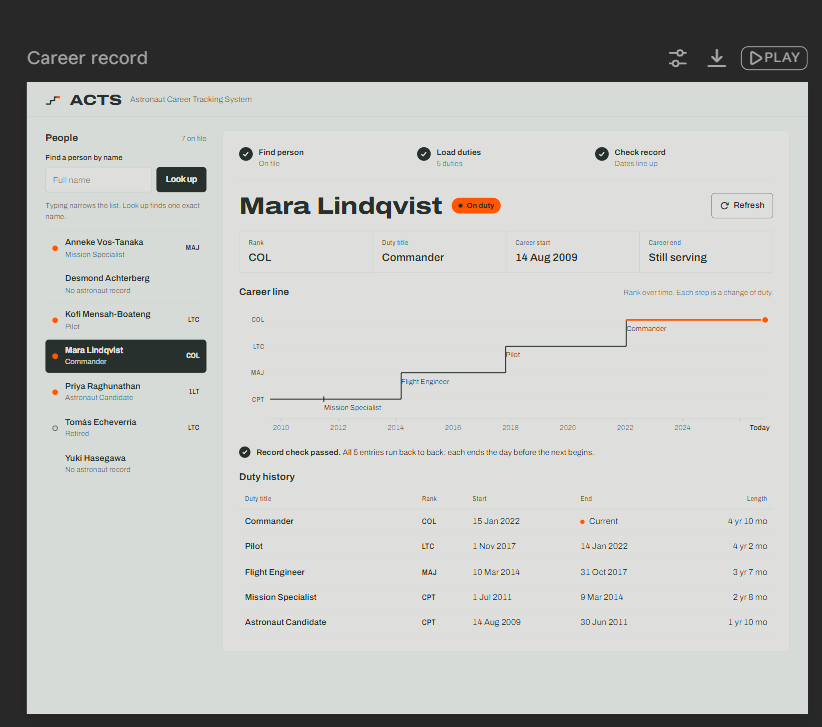 Career record
PLAY
ACTS
Astronaut Career Tracking System
People
7 on file
Find a person by name
Full name
Look up
Typing narrows the list. Look up finds one exact
name.
Anneke Vos-Tanaka
Mission Specialist
MAJ
Desmond Achterberg
No astronaut record
Kofi Mensah-Boateng
Pilot
LTC
Mara Lindqvist
Commander
COL
Priya Raghunathan
Astronaut Candidate
1LT
Tomás Echeverría
Retired
LTC
Yuki Hasegawa
No astronaut record
Find person
On file
Load duties
5 duties
Check record
Dates line up
Mara Lindqvist
On duty
Refresh
Rank
COL
Duty title
Commander
Career start
14 Aug 2009
Career end
Still serving
Career line
Rank over time. Each step is a change of duty.
COL
Commander
LTC
Pilot
MAJ
Flight Engineer
CPT
Mission Specialist
2010 2012 2014 2016 2018 2020 2022 2024 Today
Record check passed. All 5 entries run back to back: each ends the day before the next begins.
Duty history
Duty title Rank Start End Length
Commander COL 15 Jan 2022 Current 4 yr 10 mo
Pilot LTC 1 Nov 2017 14 Jan 2022 4 yr 2 mo
Flight Engineer MAJ 10 Mar 2014 31 Oct 2017 3 yr 7 mo
Mission Specialist CPT 1 Jul 2011 9 Mar 2014 2 yr 8 mo
Astronaut Candidate CPT 14 Aug 2009 30 Jun 2011 1 yr 10 mo